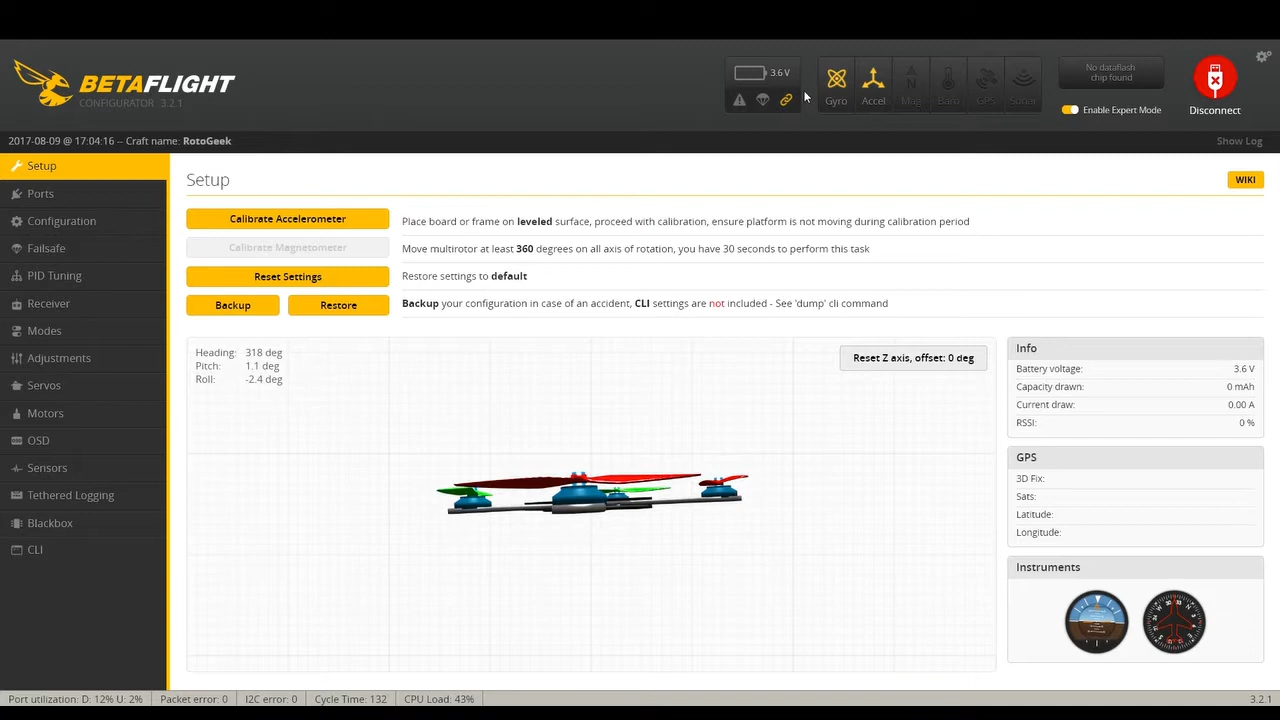 BETAFLIGHT
CONFIGURATOR 3.2.1
3.6 V
Gyro
Accel
Mag
Baro
GPS
Sonar
No dataflash
chip found
Enable Expert Mode
Disconnect
2017-08-09 @ 17:04:16 -- Craft name: RotoGeek
Show Log
Setup
Ports
Configuration
Failsafe
PID Tuning
Receiver
Modes
Adjustments
Servos
Motors
OSD
Sensors
Tethered Logging
Blackbox
CLI
Setup
WIKI
Calibrate Accelerometer
Place board or frame on leveled surface, proceed with calibration, ensure platform is not moving during calibration period
Calibrate Magnetometer
Move multirotor at least 360 degrees on all axis of rotation, you have 30 seconds to perform this task
Reset Settings
Restore settings to default
Backup
Restore
Backup your configuration in case of an accident, CLI settings are not included - See 'dump' cli command
Heading: 318 deg
Pitch: 1.1 deg
Roll: -2.4 deg
Reset Z axis, offset: 0 deg
Info
Battery voltage: 3.6 V
Capacity drawn: 0 mAh
Current draw: 0.00 A
RSSI: 0 %
GPS
3D Fix:
Sats:
Latitude:
Longitude:
Instruments
Port utilization: D: 12% U: 2%
Packet error: 0
I2C error: 0
Cycle Time: 132
CPU Load: 43%
3.2.1